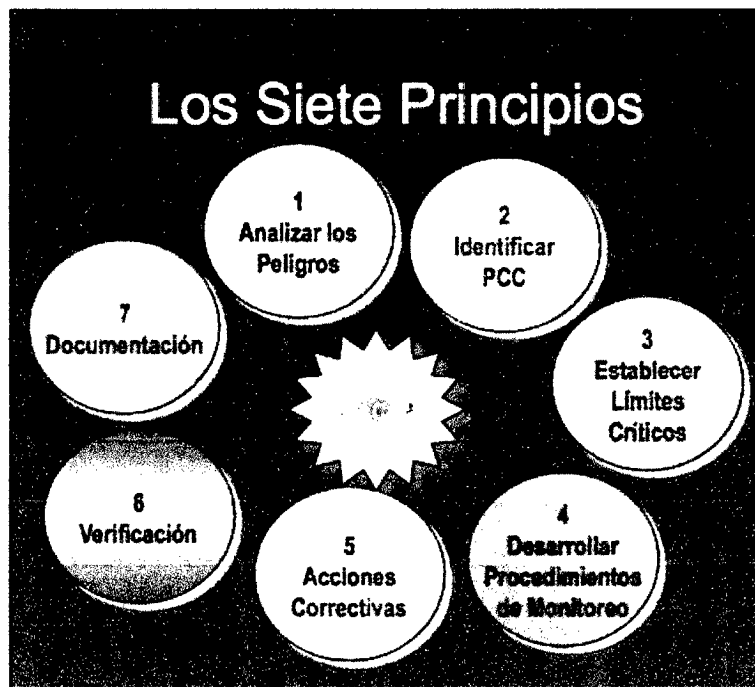 Los Siete Principios
1
Analizar los
Peligros
2
Identificar
PCC
3
Establecer
Límites
Críticos
4
Desarrollar
Procedimientos
de Monitoreo
5
Acciones
Correctivas
6
Verificación
7
Documentación